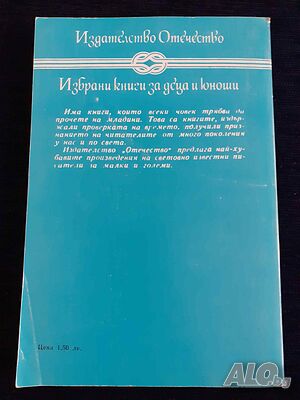 Издателство Отечество
Избрани книги за деца и юноши
Има книги, които всеки човек трябва да
прочете на младини. Това са книгите, издър-
жали проверката на времето, получили приз-
нанието на читателите от много поколения
у нас и по света.
Издателство „Отечество" предлага най-ху-
бавите произведения на световно известни пи-
сатели за малки и големи.
Цена 1,50 лв.
ALO.bg